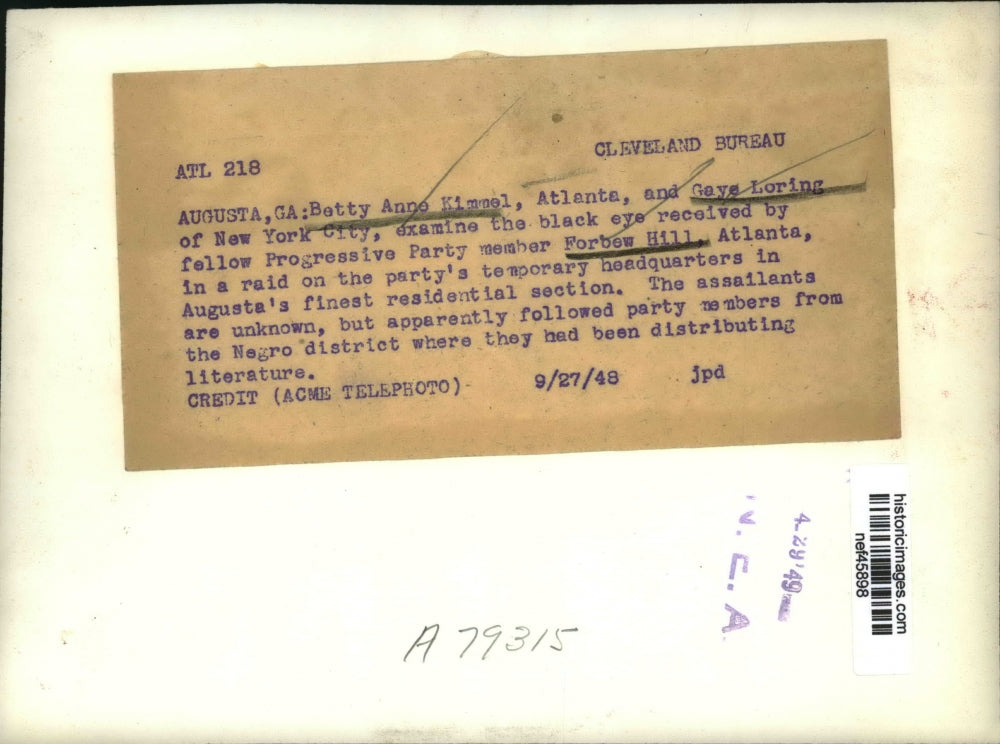 ATL 218
CLEVELAND BUREAU
AUGUSTA,GA:Betty Anne Kimmel, Atlanta, and Gaye Loring
of New York City, examine the black eye received by
fellow Progressive Party member Forbew Hill, Atlanta,
in a raid on the party's temporary headquarters in
Augusta's finest residential section. The assailants
are unknown, but apparently followed party members from
the Negro district where they had been distributing
literature.
CREDIT (ACME TELEPHOTO)- 9/27/48 jpd
4-29'49
N. E. A
historicimages.com
nef45898
A 79315